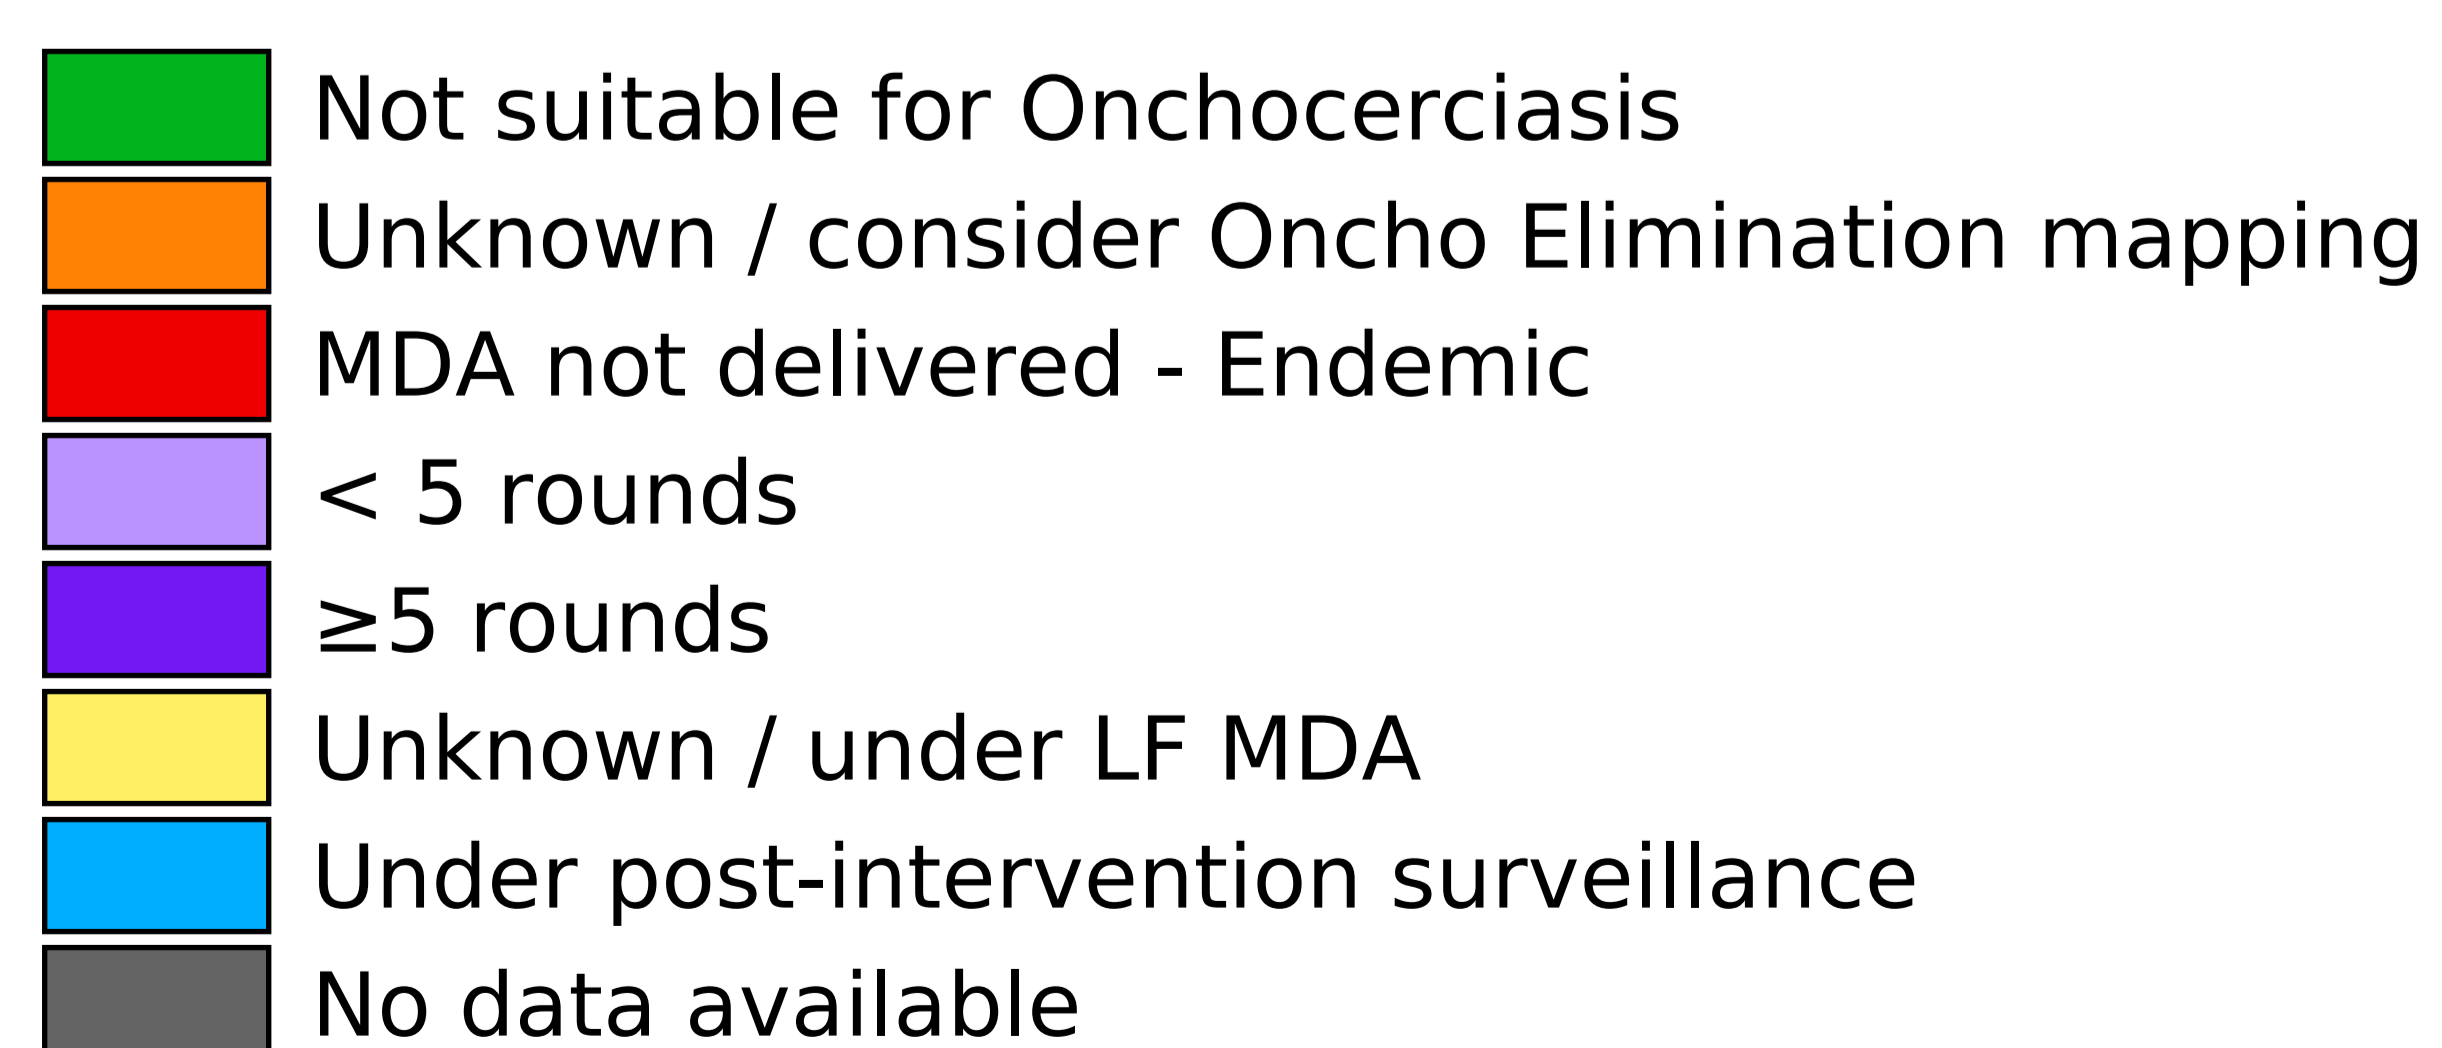 Not suitable for Onchocerciasis
Unknown / consider Oncho Elimination mapping
MDA not delivered - Endemic
< 5 rounds
≥5 rounds
Unknown / under LF MDA
Under post-intervention surveillance
No data available